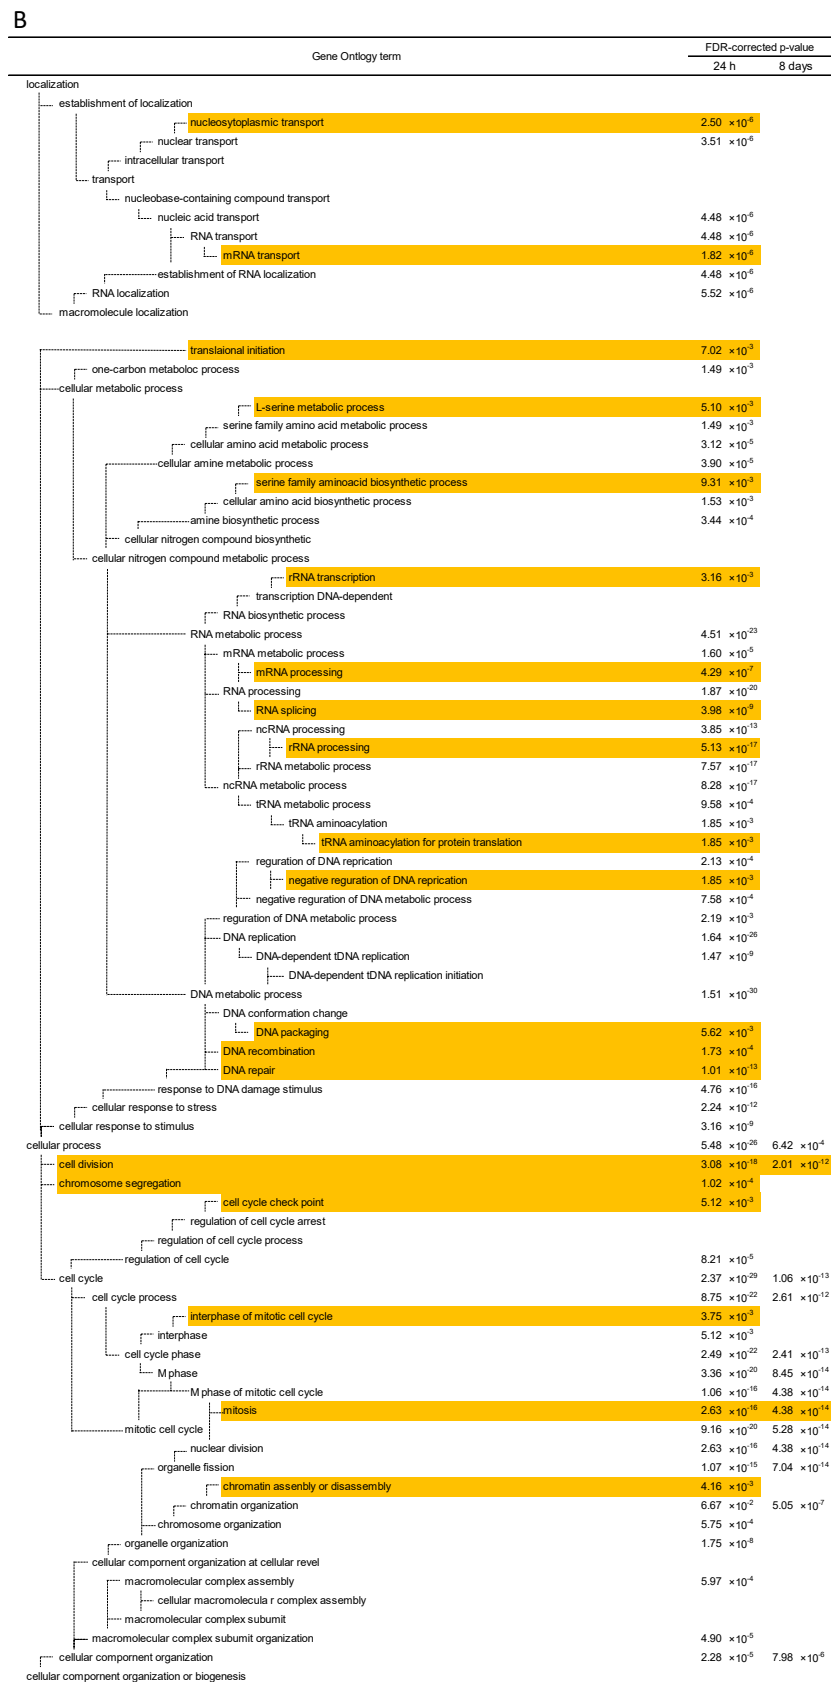 B
Gene Ontlogy term FDR-corrected p-value
24 h 8 days
localization
establishment of localization
nucleosytoplasmic transport 2.50 ×10⁻⁶
nuclear transport 3.51 ×10⁻⁶
intracellular transport
transport
nucleobase-containing compound transport
nucleic acid transport 4.48 ×10⁻⁶
RNA transport 4.48 ×10⁻⁶
mRNA transport 1.82 ×10⁻⁶
establishment of RNA localization 4.48 ×10⁻⁶
RNA localization 5.52 ×10⁻⁶
macromolecule localization
translaional initiation 7.02 ×10⁻³
one-carbon metaboloc process 1.49 ×10⁻³
cellular metabolic process
L-serine metabolic process 5.10 ×10⁻³
serine family amino acid metabolic process 1.49 ×10⁻³
cellular amino acid metabolic process 3.12 ×10⁻⁵
cellular amine metabolic process 3.90 ×10⁻⁵
serine family aminoacid biosynthetic process 9.31 ×10⁻³
cellular amino acid biosynthetic process 1.53 ×10⁻³
amine biosynthetic process 3.44 ×10⁻⁴
cellular nitrogen compound biosynthetic
cellular nitrogen compound metabolic process
rRNA transcription 3.16 ×10⁻³
transcription DNA-dependent
RNA biosynthetic process
RNA metabolic process 4.51 ×10⁻²³
mRNA metabolic process 1.60 ×10⁻⁵
mRNA processing 4.29 ×10⁻⁷
RNA processing 1.87 ×10⁻²⁰
RNA splicing 3.98 ×10⁻⁹
ncRNA processing 3.85 ×10⁻¹³
rRNA processing 5.13 ×10⁻¹⁷
rRNA metabolic process 7.57 ×10⁻¹⁷
ncRNA metabolic process 8.28 ×10⁻¹⁷
tRNA metabolic process 9.58 ×10⁻⁴
tRNA aminoacylation 1.85 ×10⁻³
tRNA aminoacylation for protein translation 1.85 ×10⁻³
reguration of DNA reprication 2.13 ×10⁻⁴
negative reguration of DNA reprication 1.85 ×10⁻³
negative reguration of DNA metabolic process 7.58 ×10⁻⁴
reguration of DNA metabolic process 2.19 ×10⁻³
DNA replication 1.64 ×10⁻²⁶
DNA-dependent tDNA replication 1.47 ×10⁻⁹
DNA-dependent tDNA replication initiation
DNA metabolic process 1.51 ×10⁻³⁰
DNA conformation change
DNA packaging 5.62 ×10⁻³
DNA recombination 1.73 ×10⁻⁴
DNA repair 1.01 ×10⁻¹³
response to DNA damage stimulus 4.76 ×10⁻¹⁶
cellular response to stress 2.24 ×10⁻¹²
cellular response to stimulus 3.16 ×10⁻⁹
cellular process 5.48 ×10⁻²⁶ 6.42 ×10⁻⁴
cell division 3.08 ×10⁻¹⁸ 2.01 ×10⁻¹²
chromosome segregation 1.02 ×10⁻⁴
cell cycle check point 5.12 ×10⁻³
regulation of cell cycle arrest
regulation of cell cycle process
regulation of cell cycle 8.21 ×10⁻⁵
cell cycle 2.37 ×10⁻²⁹ 1.06 ×10⁻¹³
cell cycle process 8.75 ×10⁻²² 2.61 ×10⁻¹²
interphase of mitotic cell cycle 3.75 ×10⁻³
interphase 5.12 ×10⁻³
cell cycle phase 2.49 ×10⁻²² 2.41 ×10⁻¹³
M phase 3.36 ×10⁻²⁰ 8.45 ×10⁻¹⁴
M phase of mitotic cell cycle 1.06 ×10⁻¹⁶ 4.38 ×10⁻¹⁴
mitosis 2.63 ×10⁻¹⁶ 4.38 ×10⁻¹⁴
mitotic cell cycle 9.16 ×10⁻²⁰ 5.28 ×10⁻¹⁴
nuclear division 2.63 ×10⁻¹⁶ 4.38 ×10⁻¹⁴
organelle fission 1.07 ×10⁻¹⁵ 7.04 ×10⁻¹⁴
chromatin assembly or disassembly 4.16 ×10⁻³
chromatin organization 6.67 ×10⁻² 5.05 ×10⁻⁷
chromosome organization 5.75 ×10⁻⁴
organelle organization 1.75 ×10⁻⁸
cellular compornent organization at cellular revel
macromolecular complex assembly 5.97 ×10⁻⁴
cellular macromolecula r complex assembly
macromolecular complex subunit
macromolecular complex subunit organization 4.90 ×10⁻⁵
cellular compornent organization 2.28 ×10⁻⁵ 7.98 ×10⁻⁶
cellular compornent organization or biogenesis